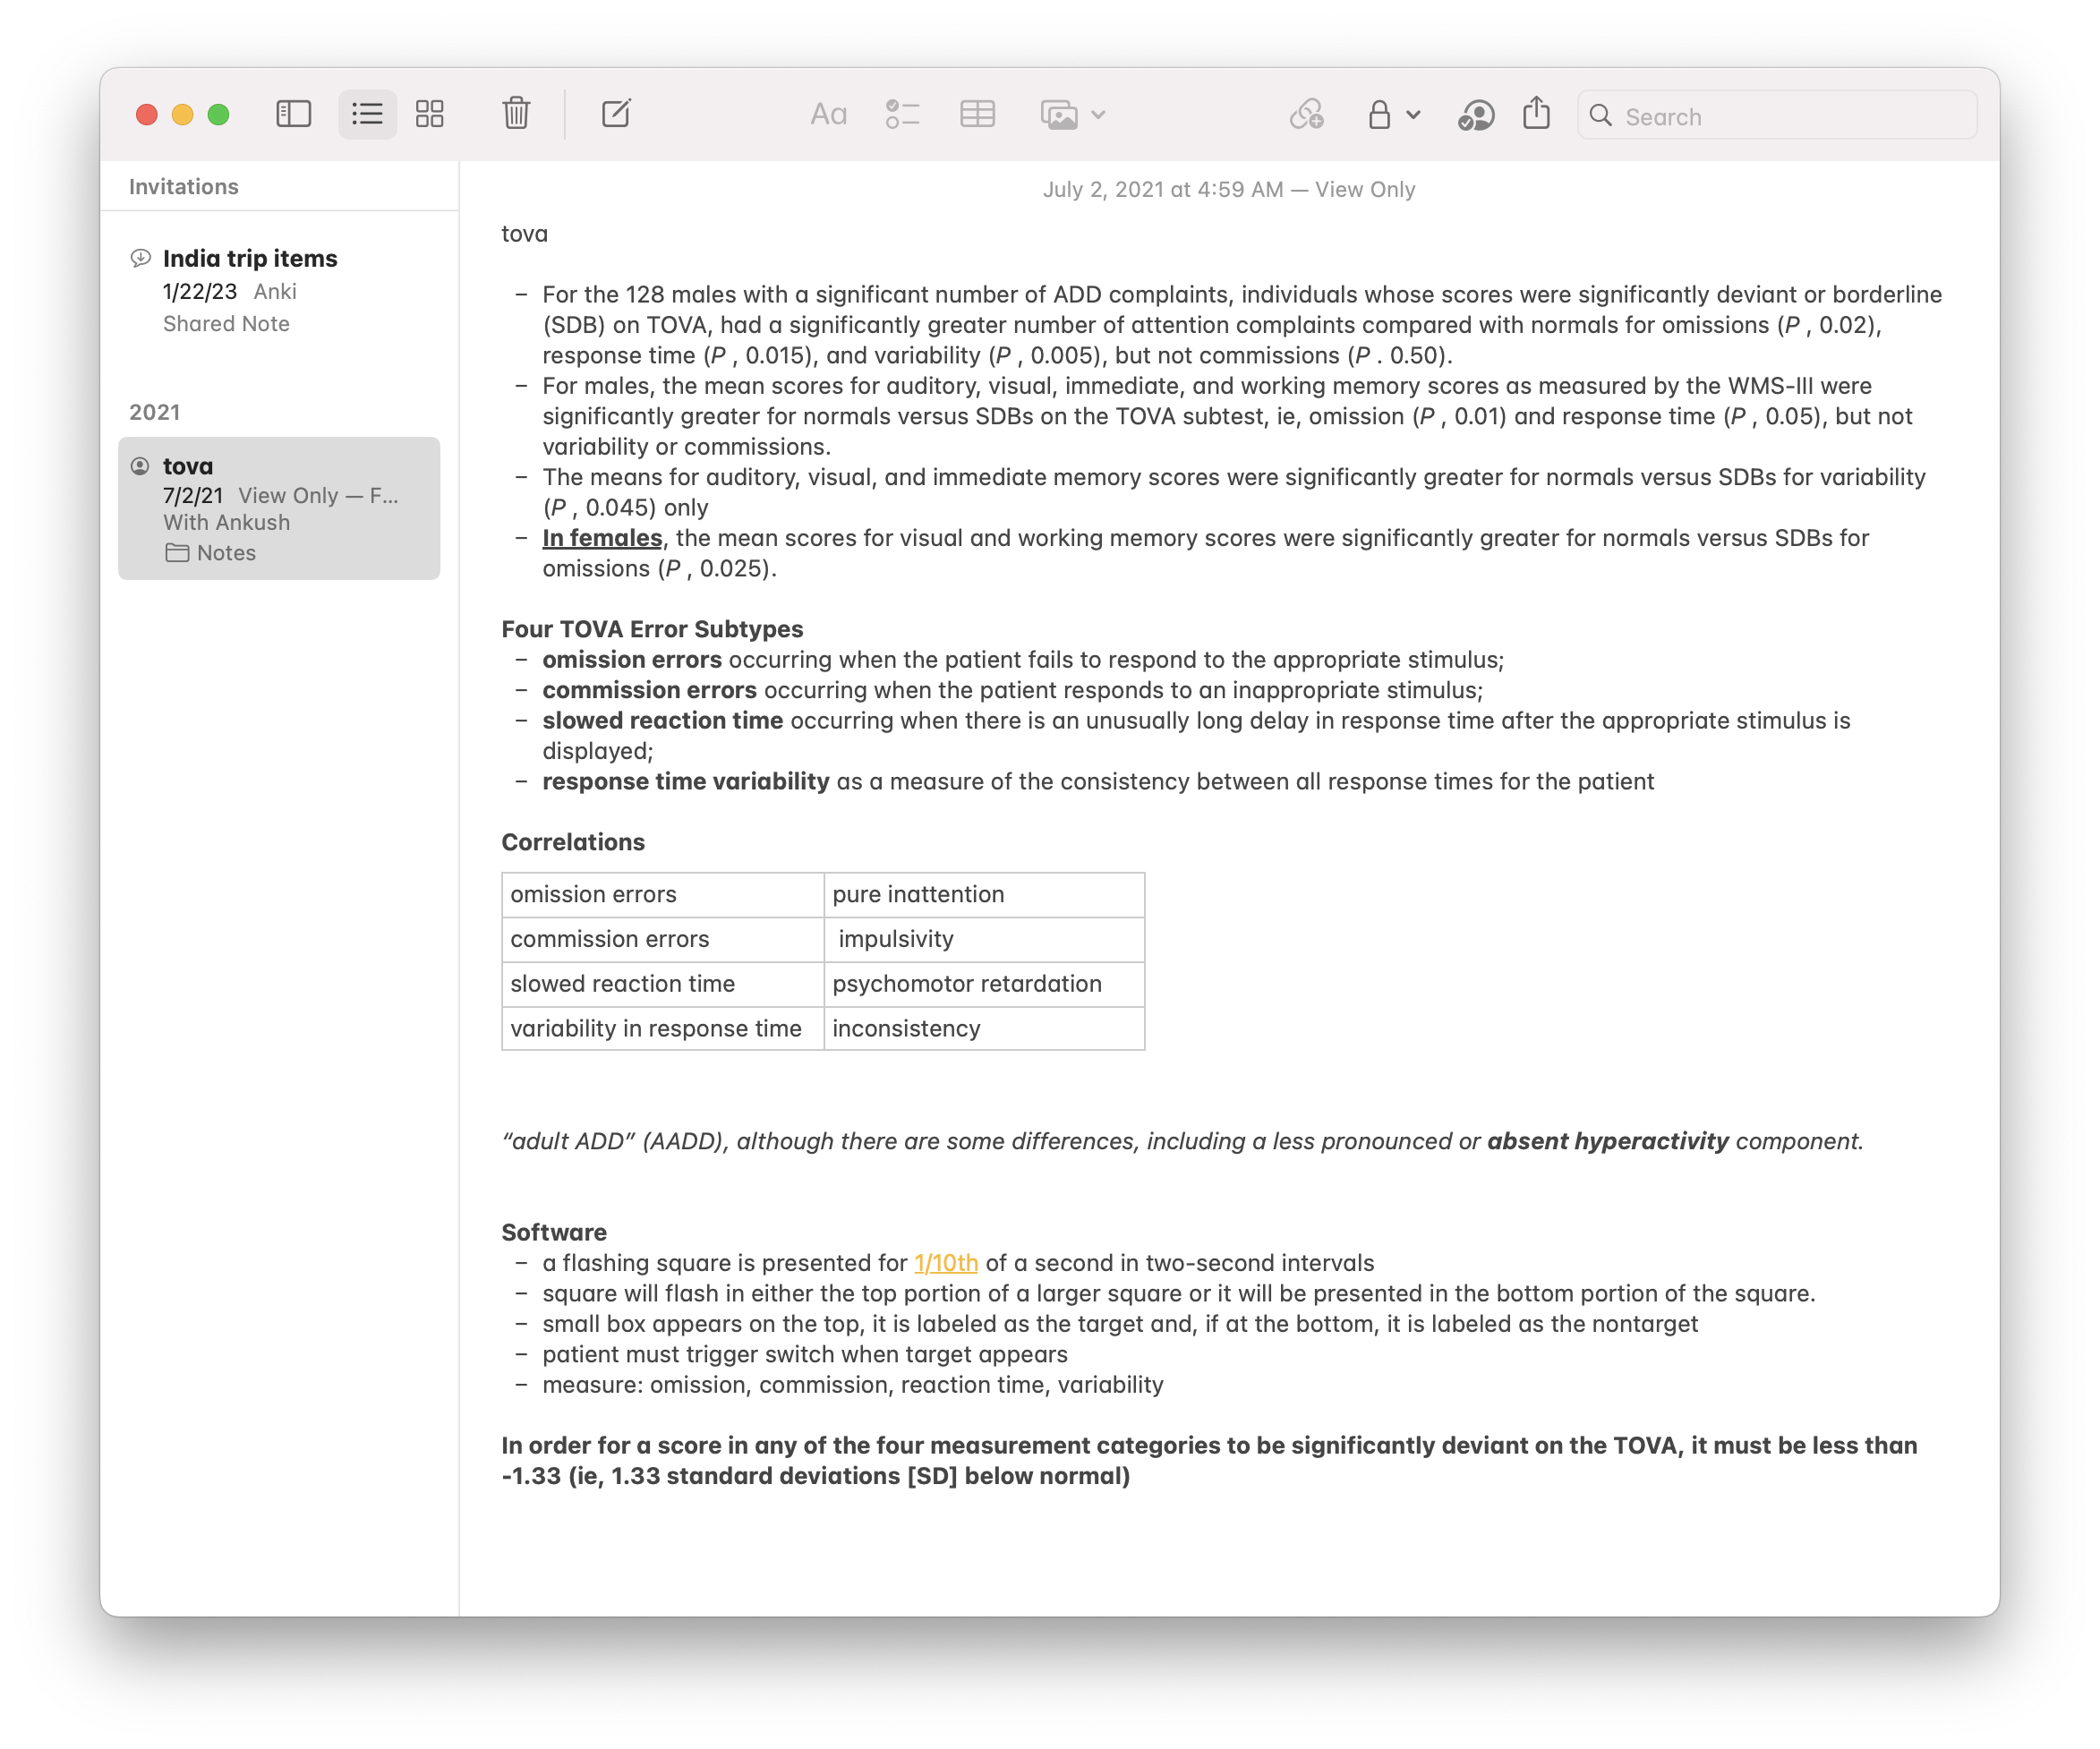 Aa
Search
Invitations
India trip items
1/22/23 Anki
Shared Note
2021
tova
7/2/21 View Only — F...
With Ankush
Notes
July 2, 2021 at 4:59 AM — View Only
tova
– For the 128 males with a significant number of ADD complaints, individuals whose scores were significantly deviant or borderline
(SDB) on TOVA, had a significantly greater number of attention complaints compared with normals for omissions (P , 0.02),
response time (P , 0.015), and variability (P , 0.005), but not commissions (P . 0.50).
– For males, the mean scores for auditory, visual, immediate, and working memory scores as measured by the WMS-III were
significantly greater for normals versus SDBs on the TOVA subtest, ie, omission (P , 0.01) and response time (P , 0.05), but not
variability or commissions.
– The means for auditory, visual, and immediate memory scores were significantly greater for normals versus SDBs for variability
(P , 0.045) only
– In females, the mean scores for visual and working memory scores were significantly greater for normals versus SDBs for
omissions (P , 0.025).
Four TOVA Error Subtypes
– omission errors occurring when the patient fails to respond to the appropriate stimulus;
– commission errors occurring when the patient responds to an inappropriate stimulus;
– slowed reaction time occurring when there is an unusually long delay in response time after the appropriate stimulus is
displayed;
– response time variability as a measure of the consistency between all response times for the patient
Correlations
omission errors pure inattention
commission errors impulsivity
slowed reaction time psychomotor retardation
variability in response time inconsistency
“adult ADD” (AADD), although there are some differences, including a less pronounced or absent hyperactivity component.
Software
– a flashing square is presented for 1/10th of a second in two-second intervals
– square will flash in either the top portion of a larger square or it will be presented in the bottom portion of the square.
– small box appears on the top, it is labeled as the target and, if at the bottom, it is labeled as the nontarget
– patient must trigger switch when target appears
– measure: omission, commission, reaction time, variability
In order for a score in any of the four measurement categories to be significantly deviant on the TOVA, it must be less than
-1.33 (ie, 1.33 standard deviations [SD] below normal)